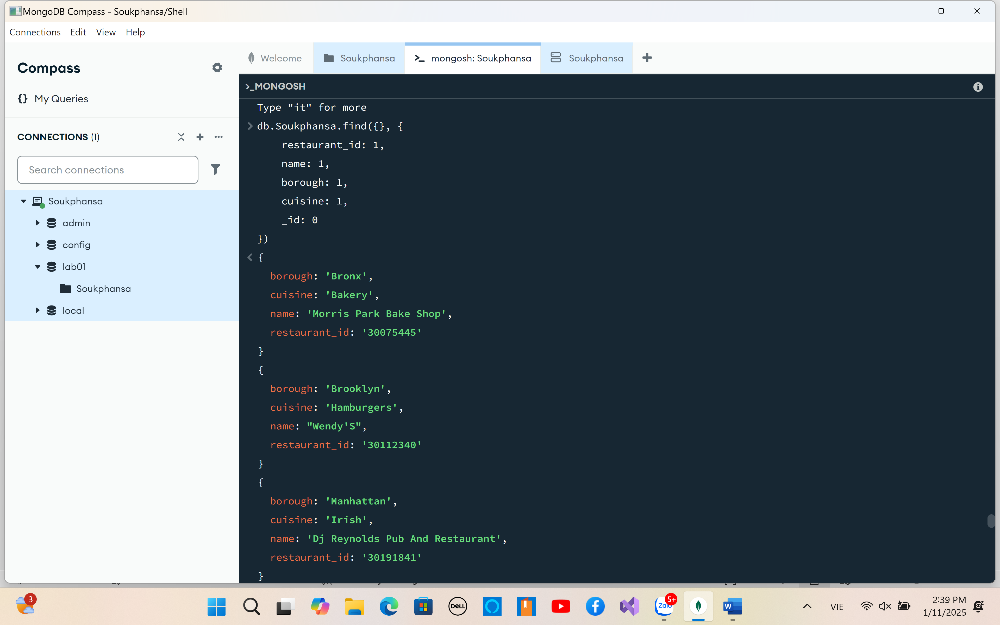 MongoDB Compass - Soukphansa/Shell
Connections Edit View Help
Compass
My Queries
CONNECTIONS (1)
Search connections
Soukphansa
admin
config
lab01
Soukphansa
local
Welcome
Soukphansa
mongosh: Soukphansa
Soukphansa
>_MONGOSH
Type "it" for more
db.Soukphansa.find({}, {
restaurant_id: 1,
name: 1,
borough: 1,
cuisine: 1,
_id: 0
})
{
borough: 'Bronx',
cuisine: 'Bakery',
name: 'Morris Park Bake Shop',
restaurant_id: '30075445'
}
{
borough: 'Brooklyn',
cuisine: 'Hamburgers',
name: "Wendy'S",
restaurant_id: '30112340'
}
{
borough: 'Manhattan',
cuisine: 'Irish',
name: 'Dj Reynolds Pub And Restaurant',
restaurant_id: '30191841'
}
3
DELL
Zalo
5+
W
VIE
2:39 PM
1/11/2025